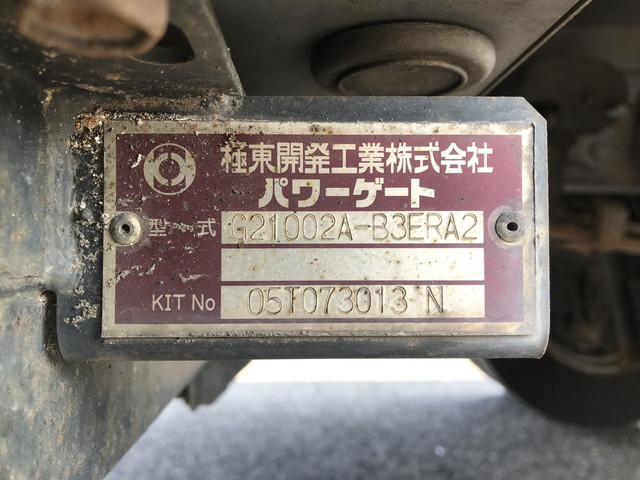 極東開発工業株式会社
パワーゲート
型式 G21002A-B3ERA2
KIT No 05T073013 N